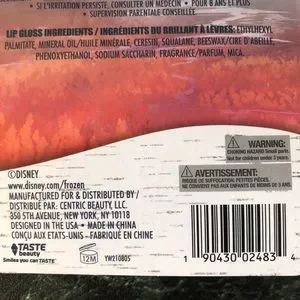 SI L'IRRITATION PERSISTE, CONSULTER UN MÉDECIN • POUR 8 ANS ET PLUS
SUPERVISION PARENTALE CONSEILLÉE
LIP GLOSS INGREDIENTS / INGRÉDIENTS DU BRILLANT À LÈVRES: ETHYLHEXYL
PALMITATE, MINERAL OIL/HUILE MINÉRALE, CERESIN, SQUALANE, BEESWAX/CIRE D'ABEILLE,
PHENOXYETHANOL, SODIUM SACCHARIN, FRAGRANCE/PARFUM, MICA.
WARNING:
CHOKING HAZARD Small parts.
Not for children under 3 years.
AVERTISSEMENT:
RISQUE DE SUFFOCATION PETITES PIÈCES.
NE CONVIENT PAS AUX ENFANTS DE MOINS DE 3 ANS.
©DISNEY
www.disney.com/frozen
MANUFACTURED FOR & DISTRIBUTED BY /
DISTRIBUÉ PAR: CENTRIC BEAUTY, LLC.
350 5TH AVENUE, NEW YORK, NY 10118
DESIGNED IN THE USA • MADE IN CHINA
CONÇU AUX ETATS-UNIS - FABRIQUÉ EN CHINE
TASTE
beauty
Smiles you can TASTE
12M
YW210805
1 90430 02483 4